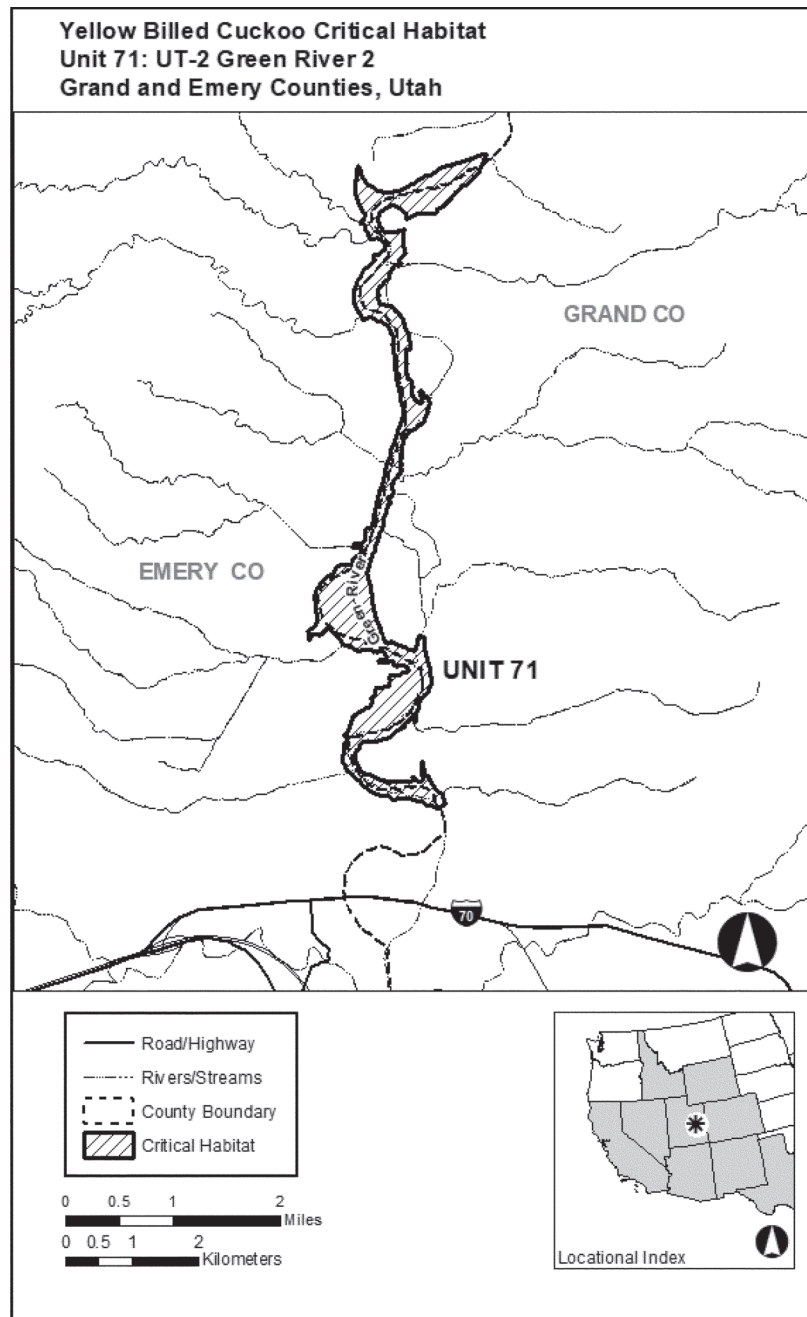 Yellow Billed Cuckoo Critical Habitat
Unit 71: UT-2 Green River 2
Grand and Emery Counties, Utah
GRAND CO
EMERY CO
Green River
UNIT 71
70
Road/Highway
Rivers/Streams
County Boundary
Critical Habitat
0 0.5 1 2
Miles
0 0.5 1 2
Kilometers
Locational Index